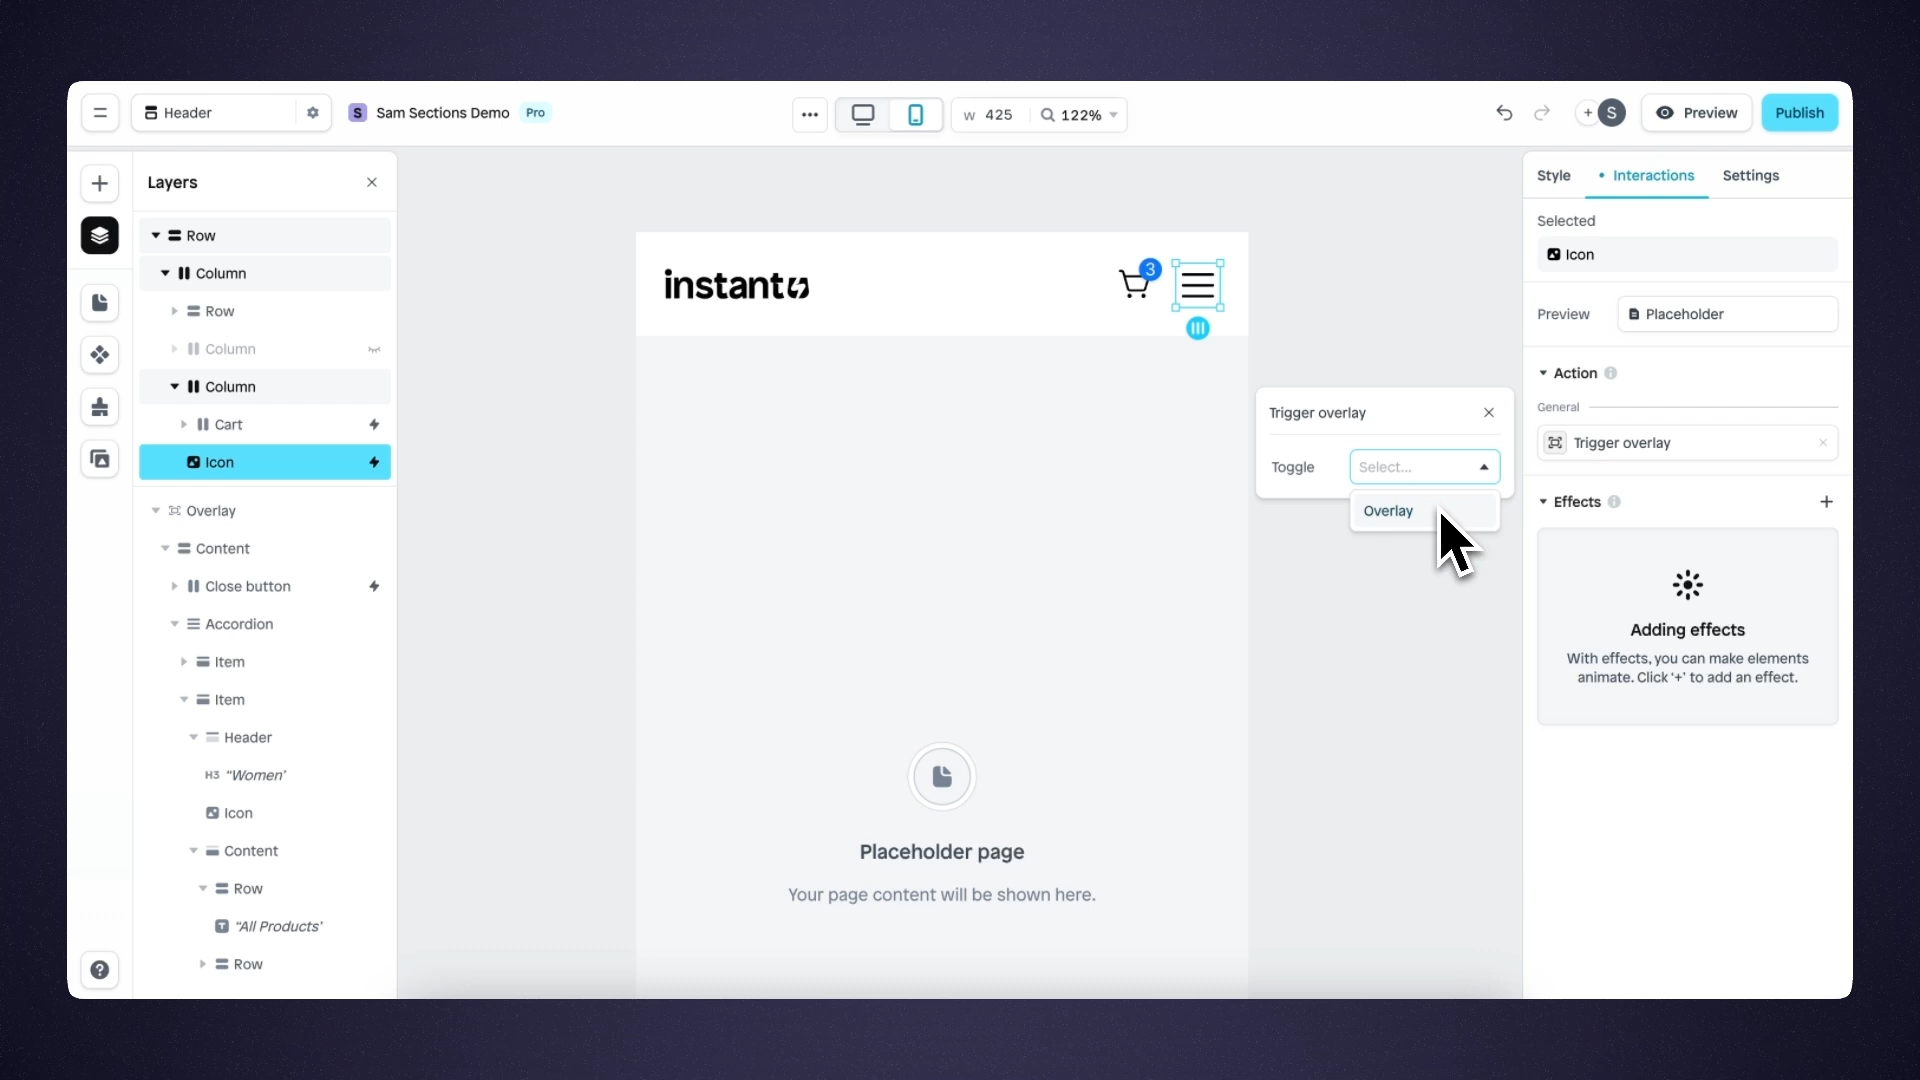 Header
S Sam Sections Demo Pro
W 425
122%
S
Preview
Publish
Layers
Row
Column
Row
Column
Column
Cart
Icon
Overlay
Content
Close button
Accordion
Item
Item
Header
H3 “Women”
Icon
Content
Row
T “All Products”
Row
instant
3
Placeholder page
Your page content will be shown here.
Trigger overlay
Toggle
Select...
Overlay
Style
Interactions
Settings
Selected
Icon
Preview
Placeholder
Action
General
Trigger overlay
Effects
Adding effects
With effects, you can make elements
animate. Click ‘+’ to add an effect.